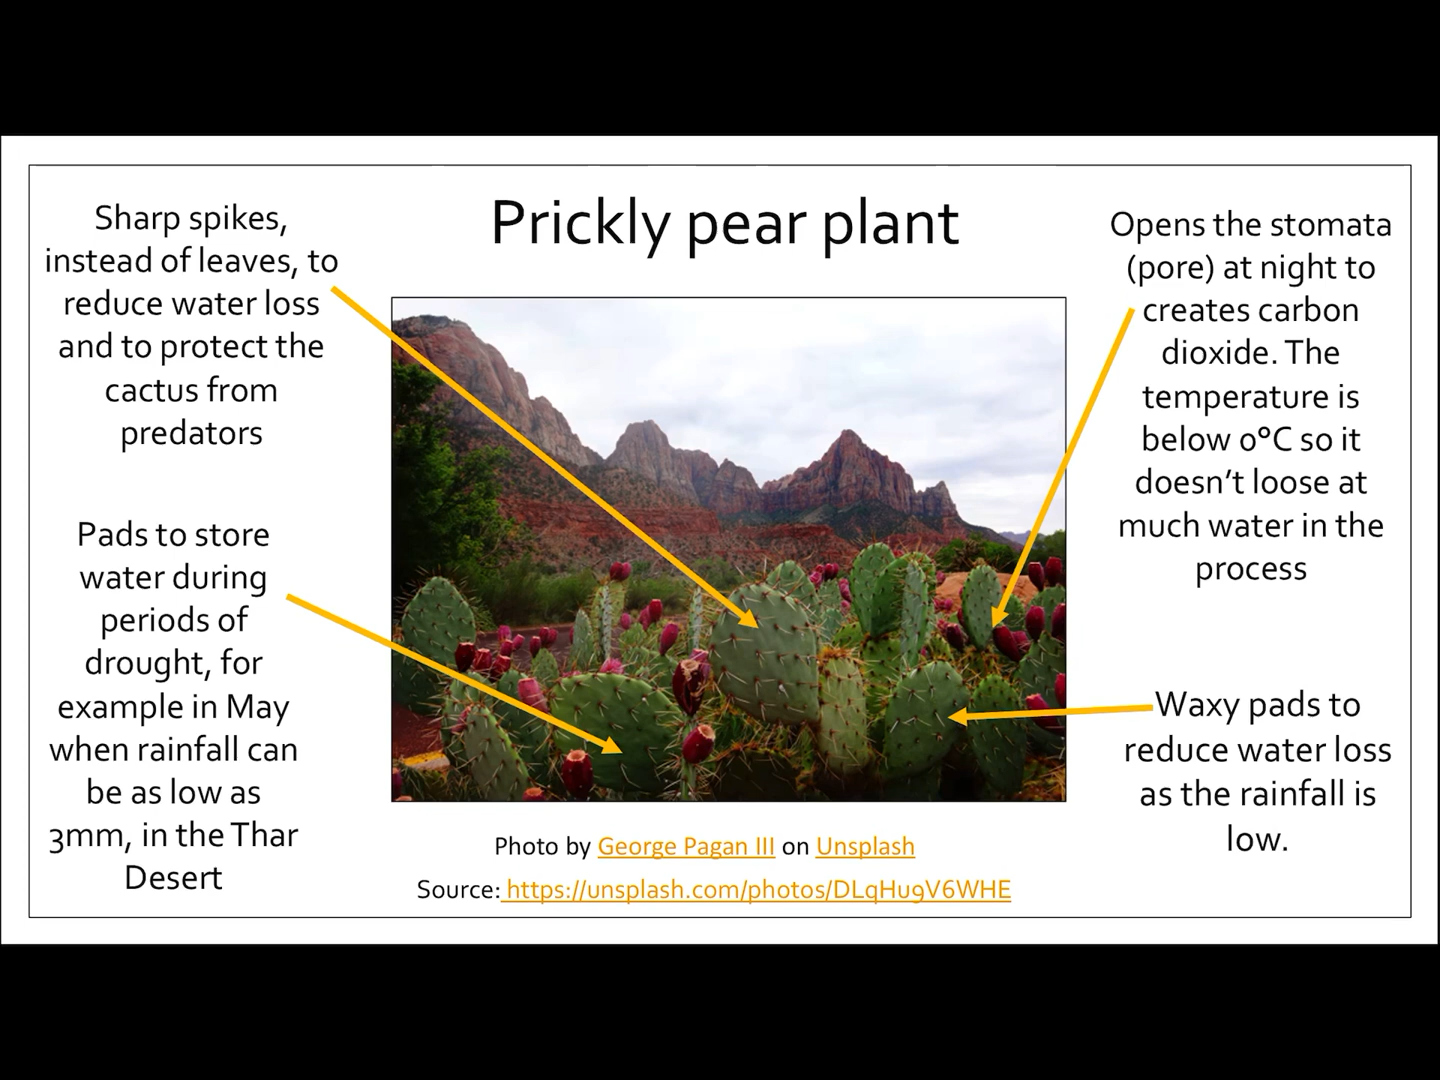 Prickly pear plant
Sharp spikes,
instead of leaves, to
reduce water loss
and to protect the
cactus from
predators
Pads to store
water during
periods of
drought, for
example in May
when rainfall can
be as low as
3mm, in the Thar
Desert
Opens the stomata
(pore) at night to
creates carbon
dioxide. The
temperature is
below 0°C so it
doesn't loose at
much water in the
process
Waxy pads to
reduce water loss
as the rainfall is
low.
Photo by George Pagan III on Unsplash
Source: https://unsplash.com/photos/DLqHu9V6WHE